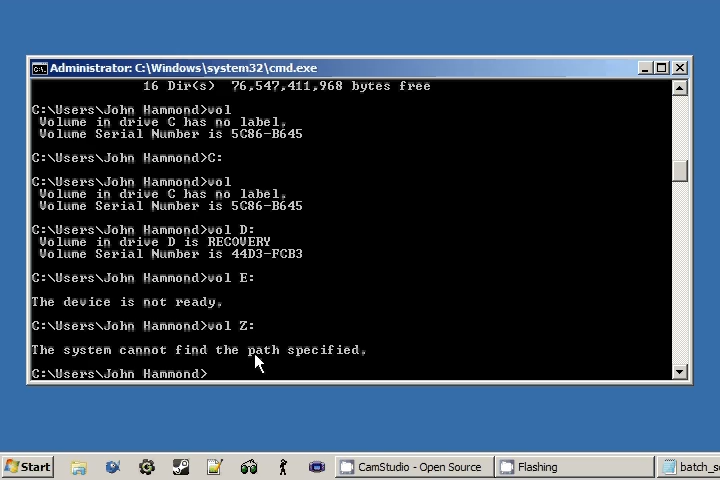 Administrator: C:\Windows\system32\cmd.exe
16 Dir(s)  76,547,411,968 bytes free
C:\Users\John Hammond>vol
Volume in drive C has no label.
Volume Serial Number is 5C86-B645
C:\Users\John Hammond>C:
C:\Users\John Hammond>vol
Volume in drive C has no label.
Volume Serial Number is 5C86-B645
C:\Users\John Hammond>vol D:
Volume in drive D is RECOVERY
Volume Serial Number is 44D3-FCB3
C:\Users\John Hammond>vol E:
The device is not ready.
C:\Users\John Hammond>vol Z:
The system cannot find the path specified.
C:\Users\John Hammond>
Start CamStudio - Open Source Flashing batch_s